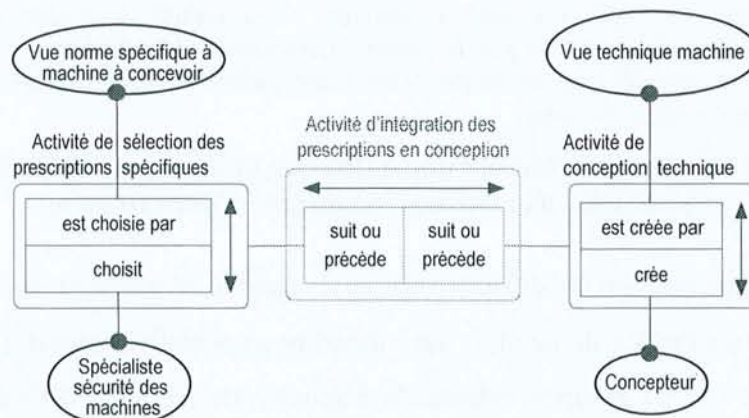 Vue norme spécifique à
machine à concevoir
Vue technique machine
Activité de sélection des
prescriptions spécifiques
Activité d'intégration des
prescriptions en conception
Activité de
conception technique
est choisie par
choisit
suit ou
précède
suit ou
précède
est créée par
crée
Spécialiste
sécurité des
machines
Concepteur